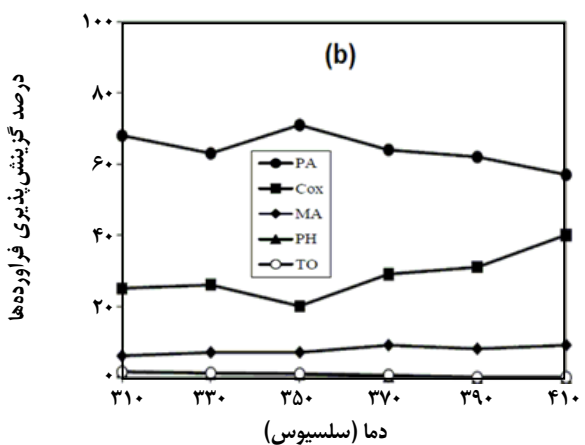 درصد گزینش‌پذیری فراورده‌ها
۱۰۰
۸۰
۶۰
۴۰
۲۰
۰
(b)
PA
Cox
MA
PH
TO
۳۱۰ ۳۳۰ ۳۵۰ ۳۷۰ ۳۹۰ ۴۱۰
دما (سلسیوس)